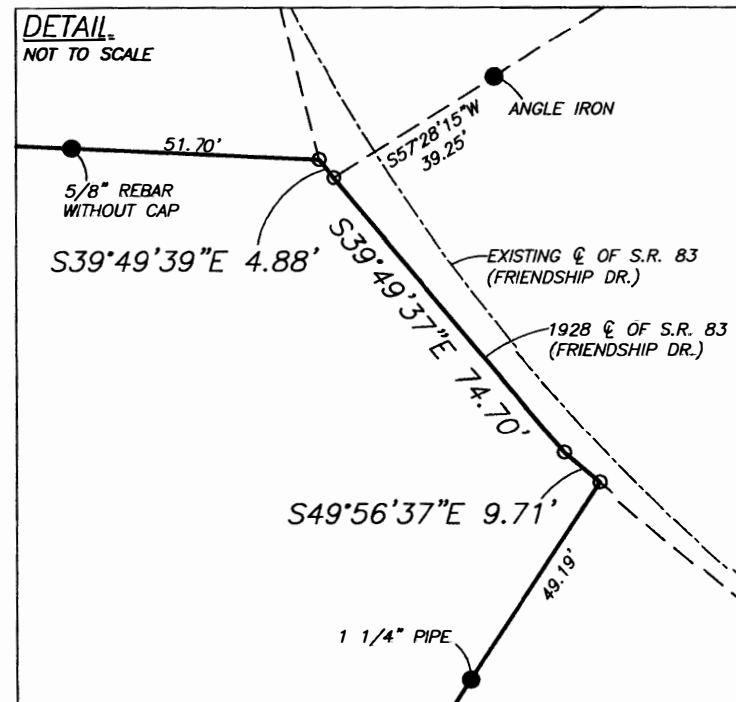 DETAIL
NOT TO SCALE
51.70'
ANGLE IRON
S57°28'15"W
39.25'
5/8" REBAR
WITHOUT CAP
S39°49'39"E 4.88'
EXISTING ℄ OF S.R. 83
(FRIENDSHIP DR.)
S39°49'37"E 74.70'
1928 ℄ OF S.R. 83
(FRIENDSHIP DR.)
S49°56'37"E 9.71'
49.19'
1 1/4" PIPE